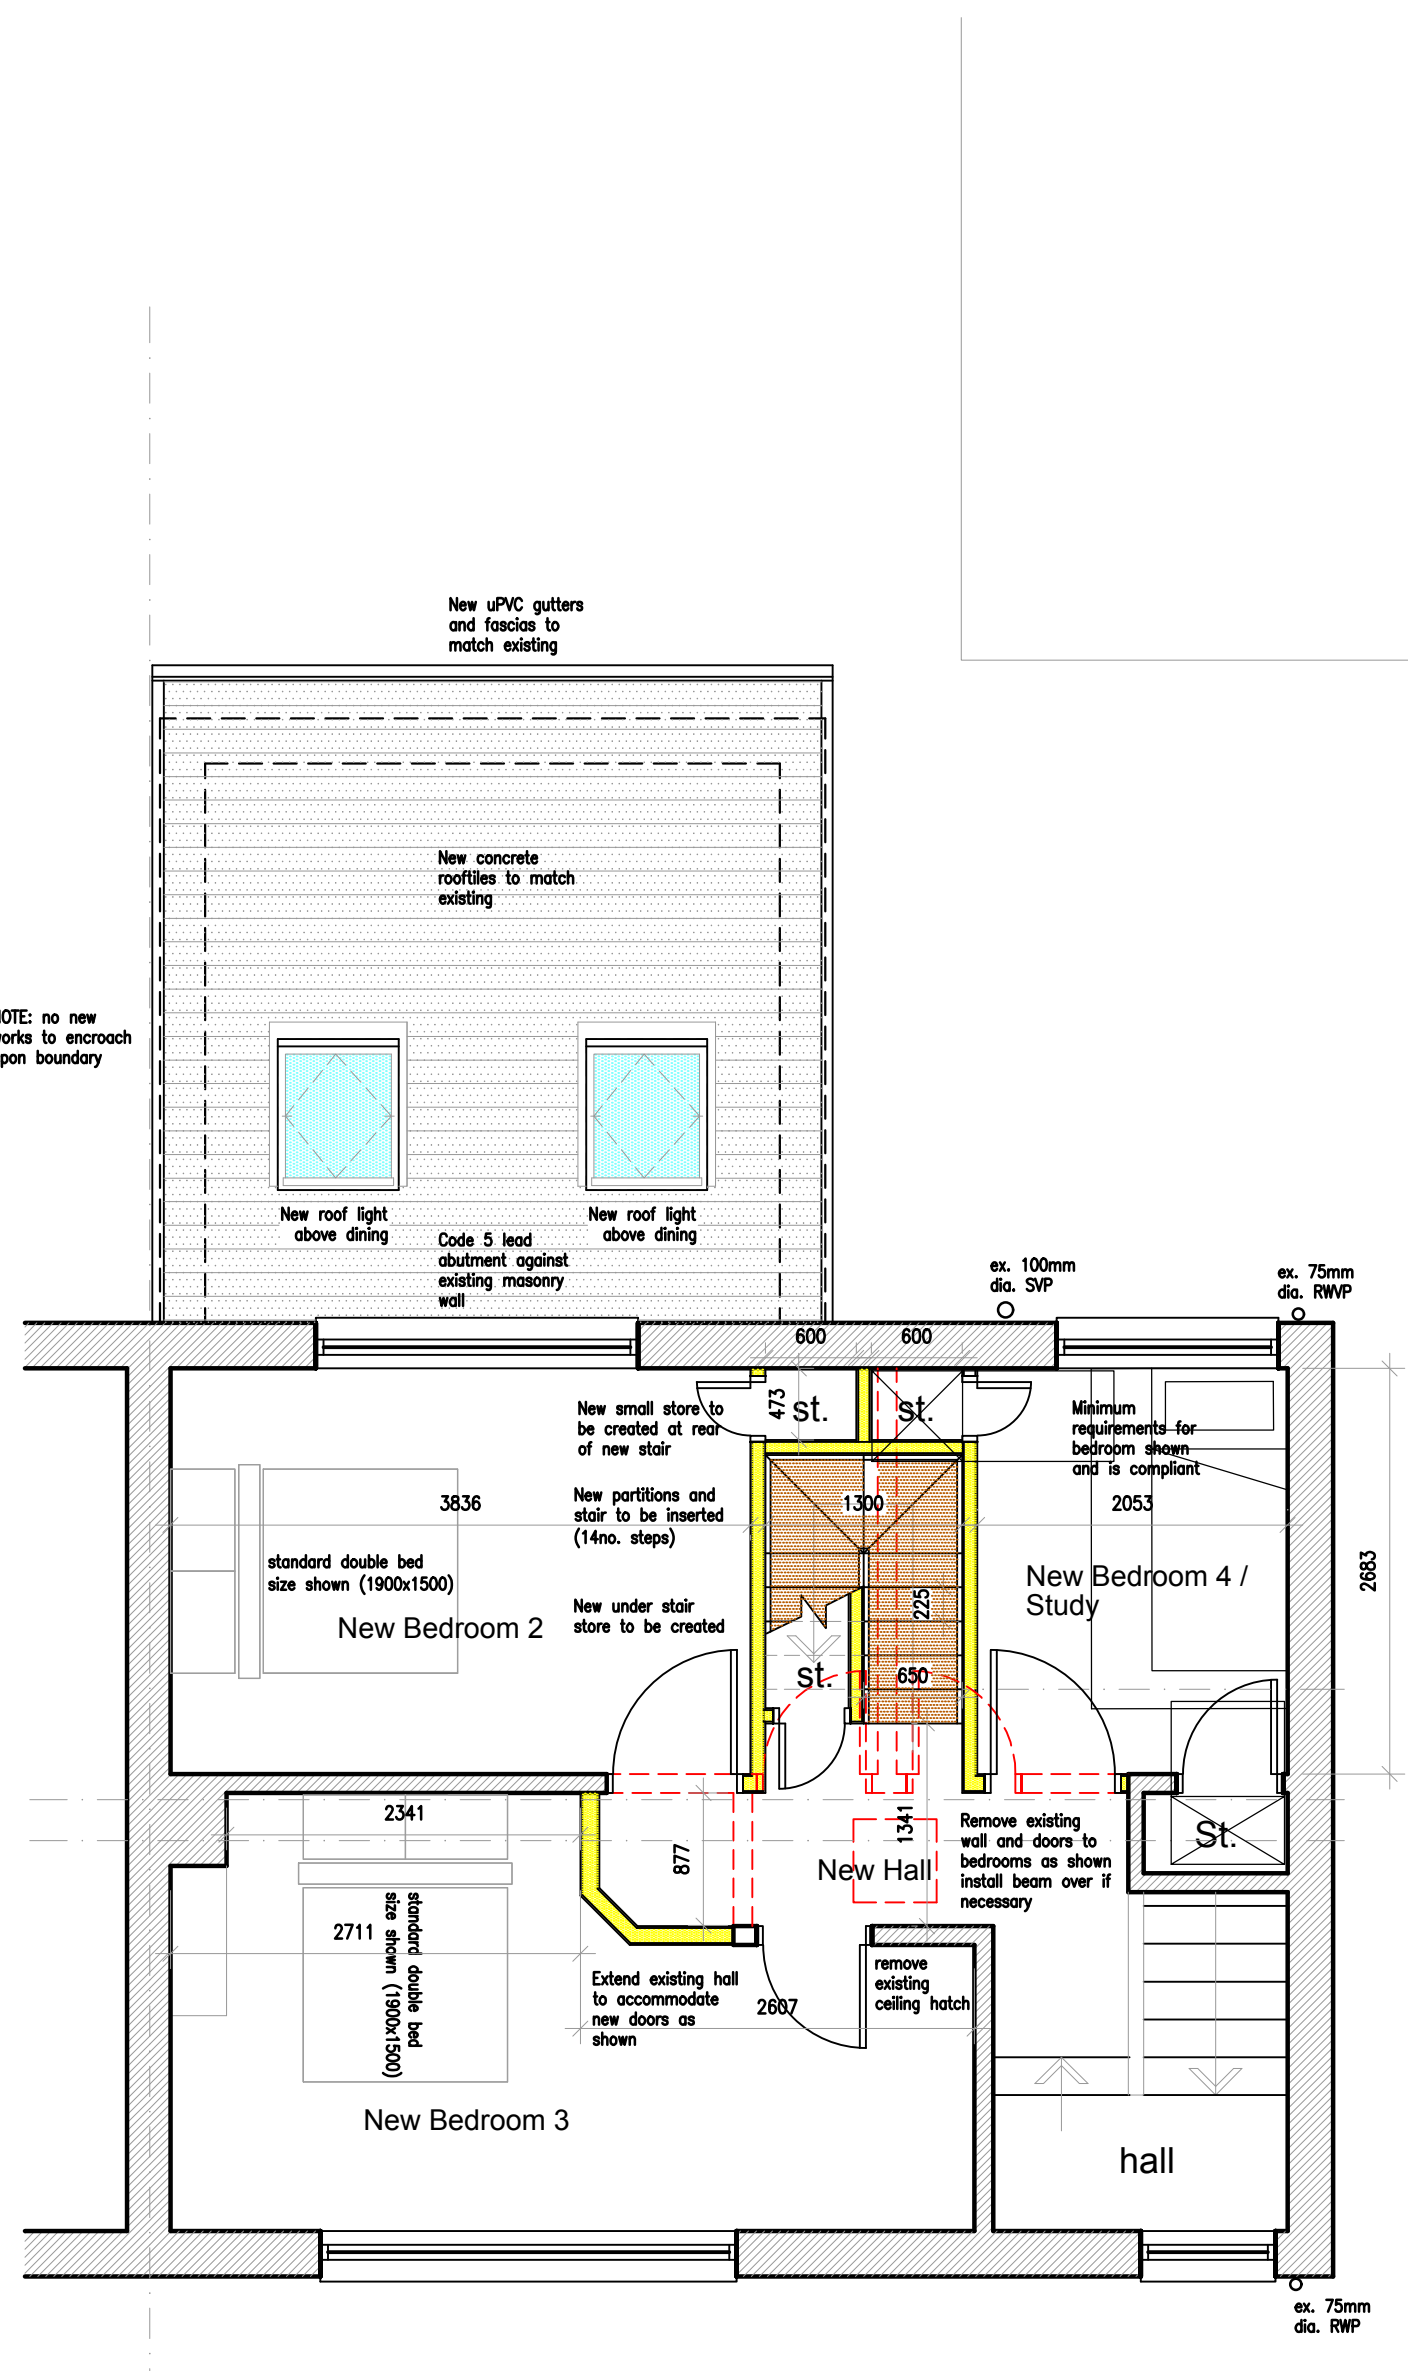 New uPVC gutters
and fascias to
match existing
New concrete
rooftiles to match
existing
OTE: no new
orks to encroach
pon boundary
New roof light
above dining
New roof light
above dining
Code 5 lead
abutment against
existing masonry
wall
ex. 100mm
dia. SVP
ex. 75mm
dia. RWVP
600
600
473
st.
st.
New small store to
be created at rear
of new stair
Minimum
requirements for
bedroom shown
and is compliant
3836
New partitions and
stair to be inserted
(14no. steps)
1300
2053
2683
standard double bed
size shown (1900x1500)
New Bedroom 2
New under stair
store to be created
225
New Bedroom 4 /
Study
st.
650
2341
877
1341
New Hall
Remove existing
wall and doors to
bedrooms as shown
install beam over if
necessary
St.
2711
standard double bed
size shown (1900x1500)
Extend existing hall
to accommodate
new doors as
shown
2607
remove
existing
ceiling hatch
New Bedroom 3
hall
ex. 75mm
dia. RWP